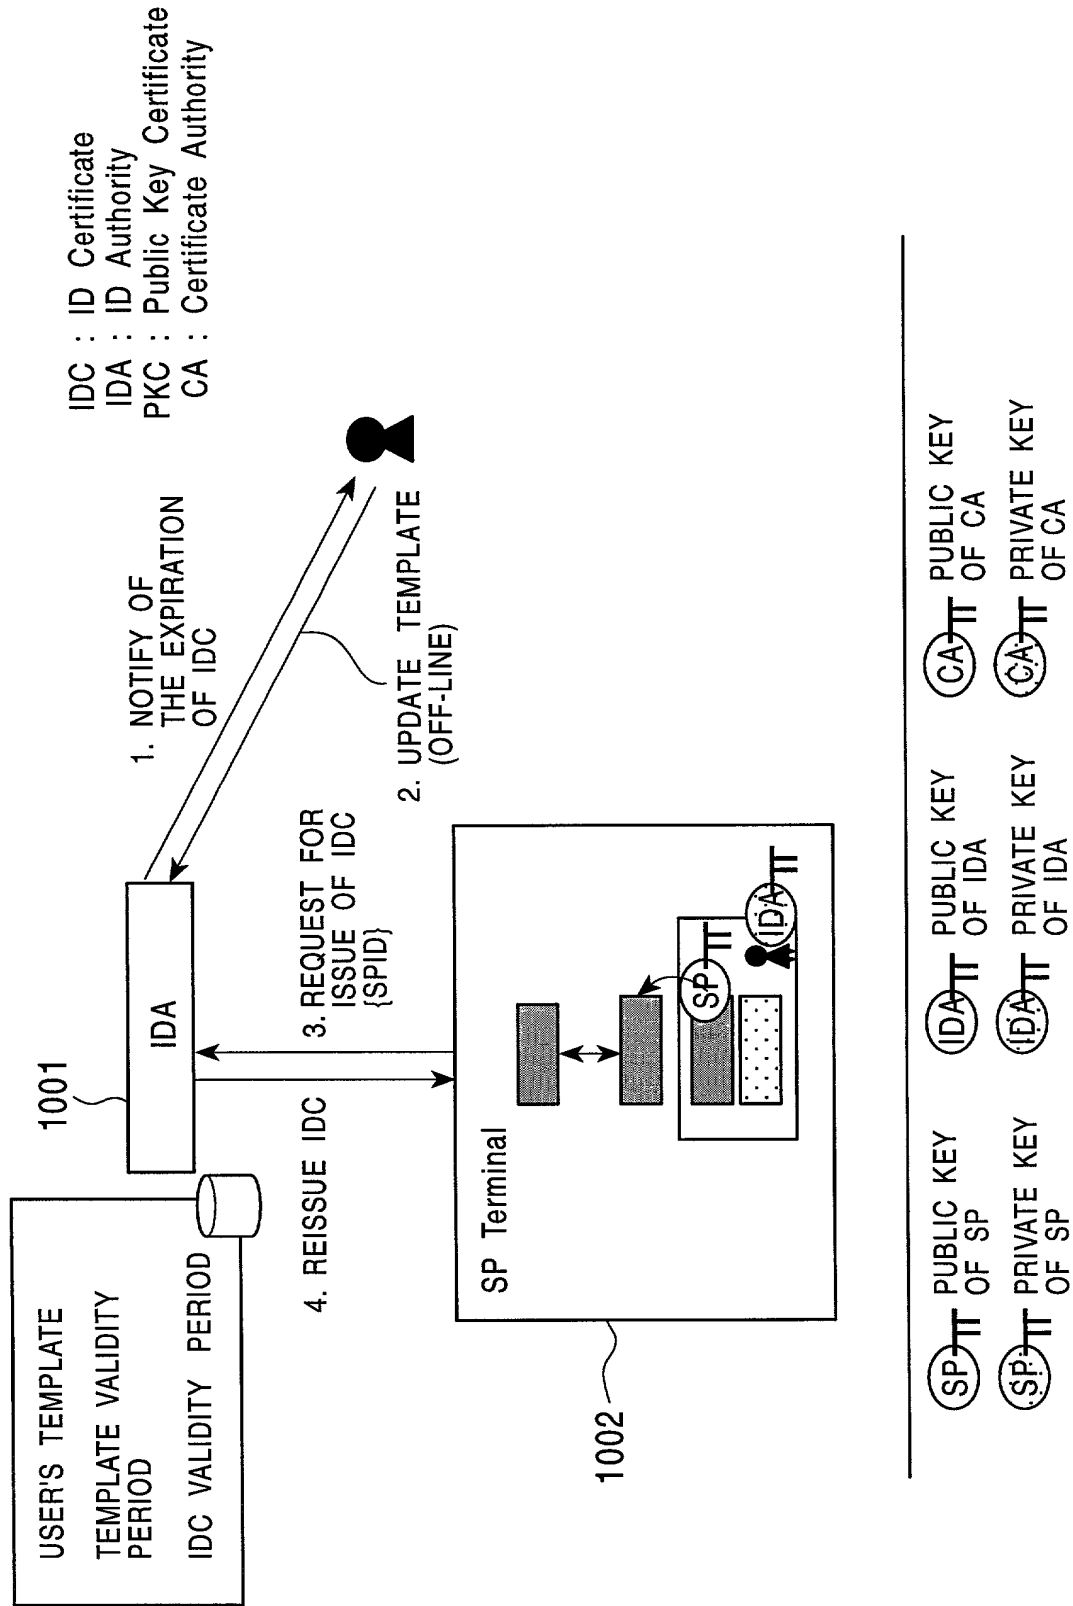 IDC : ID Certificate
IDA : ID Authority
PKC : Public Key Certificate
CA : Certificate Authority
USER'S TEMPLATE
TEMPLATE VALIDITY
PERIOD
IDC VALIDITY PERIOD
1001
IDA
1. NOTIFY OF
THE EXPIRATION
OF IDC
2. UPDATE TEMPLATE
(OFF-LINE)
3. REQUEST FOR
ISSUE OF IDC
{SPID}
4. REISSUE IDC
1002
SP Terminal
SP
IDA
SP
PUBLIC KEY
OF SP
IDA
PUBLIC KEY
OF IDA
CA
PUBLIC KEY
OF CA
SP
PRIVATE KEY
OF SP
IDA
PRIVATE KEY
OF IDA
CA
PRIVATE KEY
OF CA